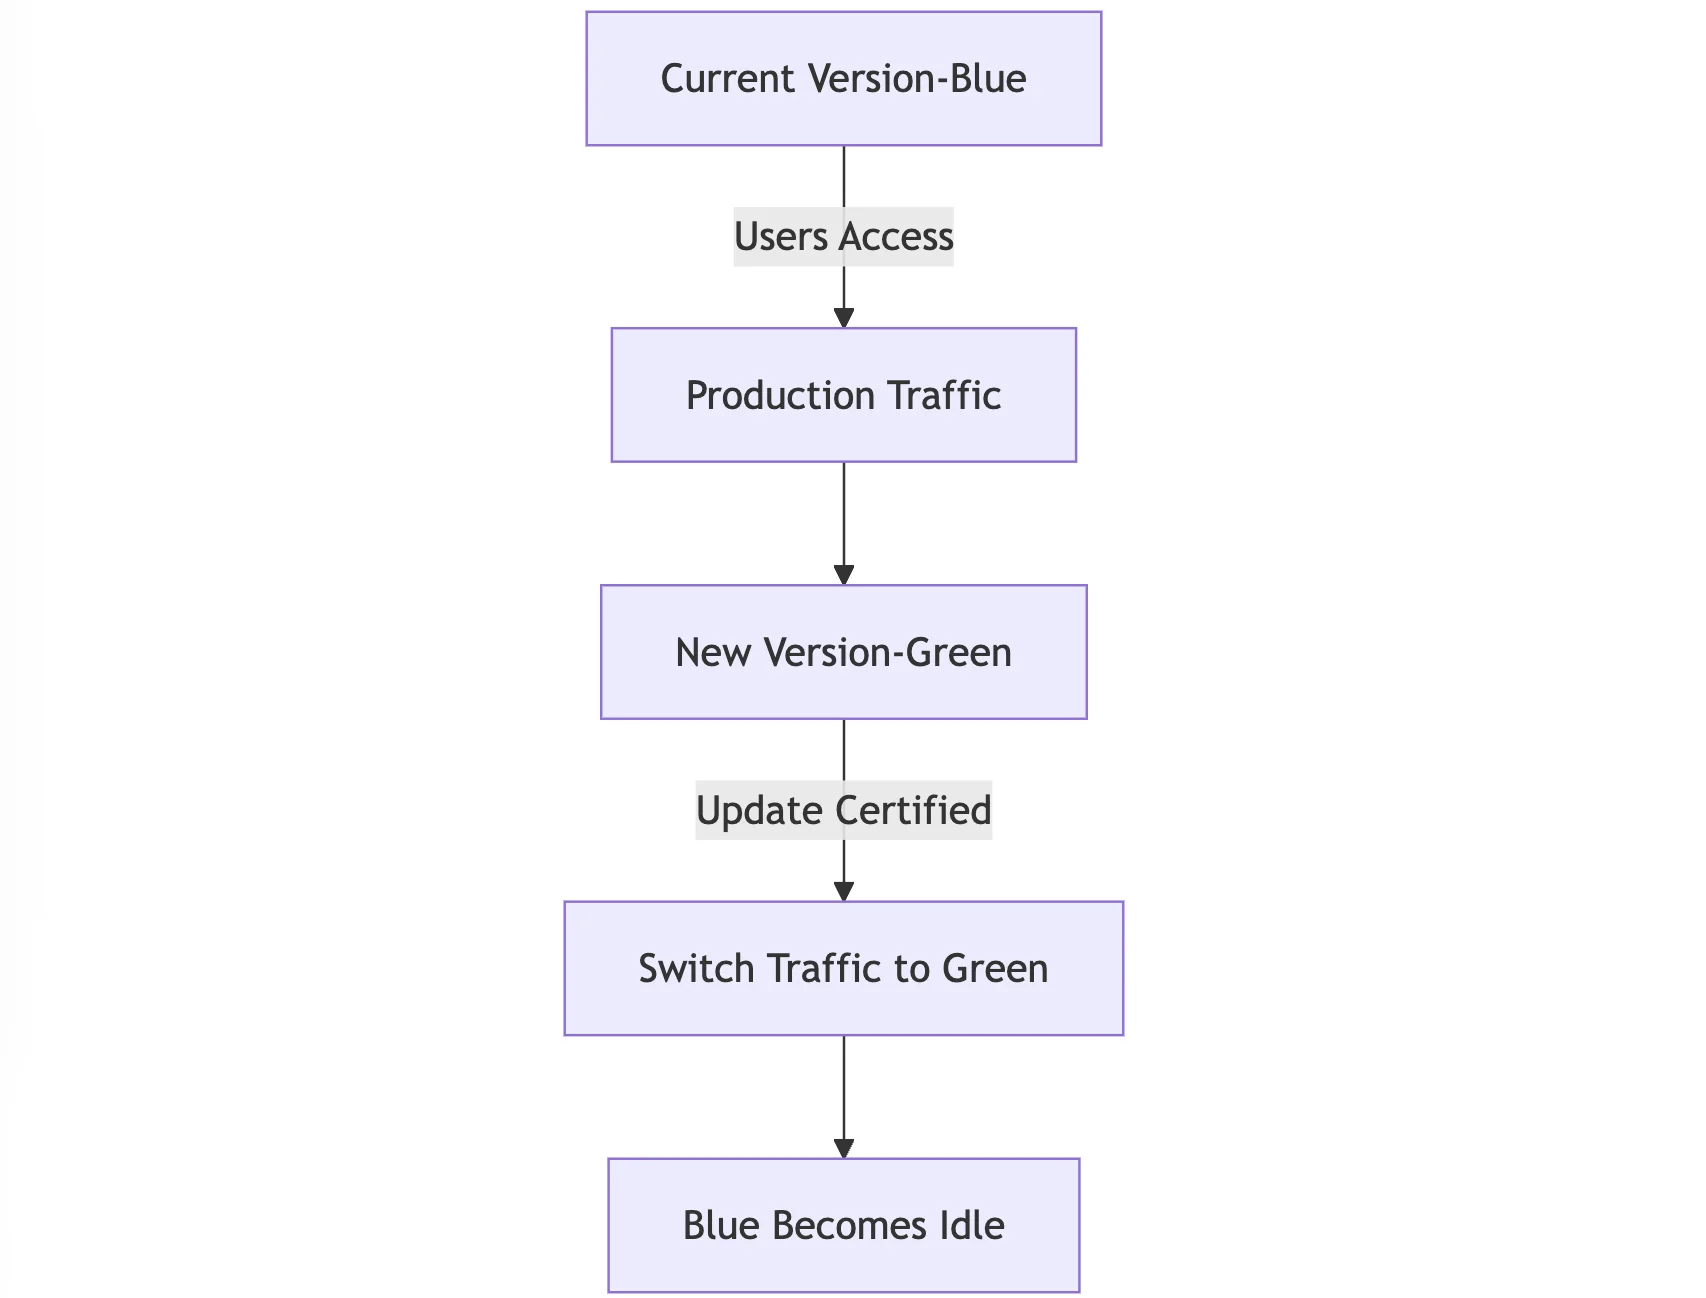 Current Version-Blue
Users Access
Production Traffic
New Version-Green
Update Certified
Switch Traffic to Green
Blue Becomes Idle